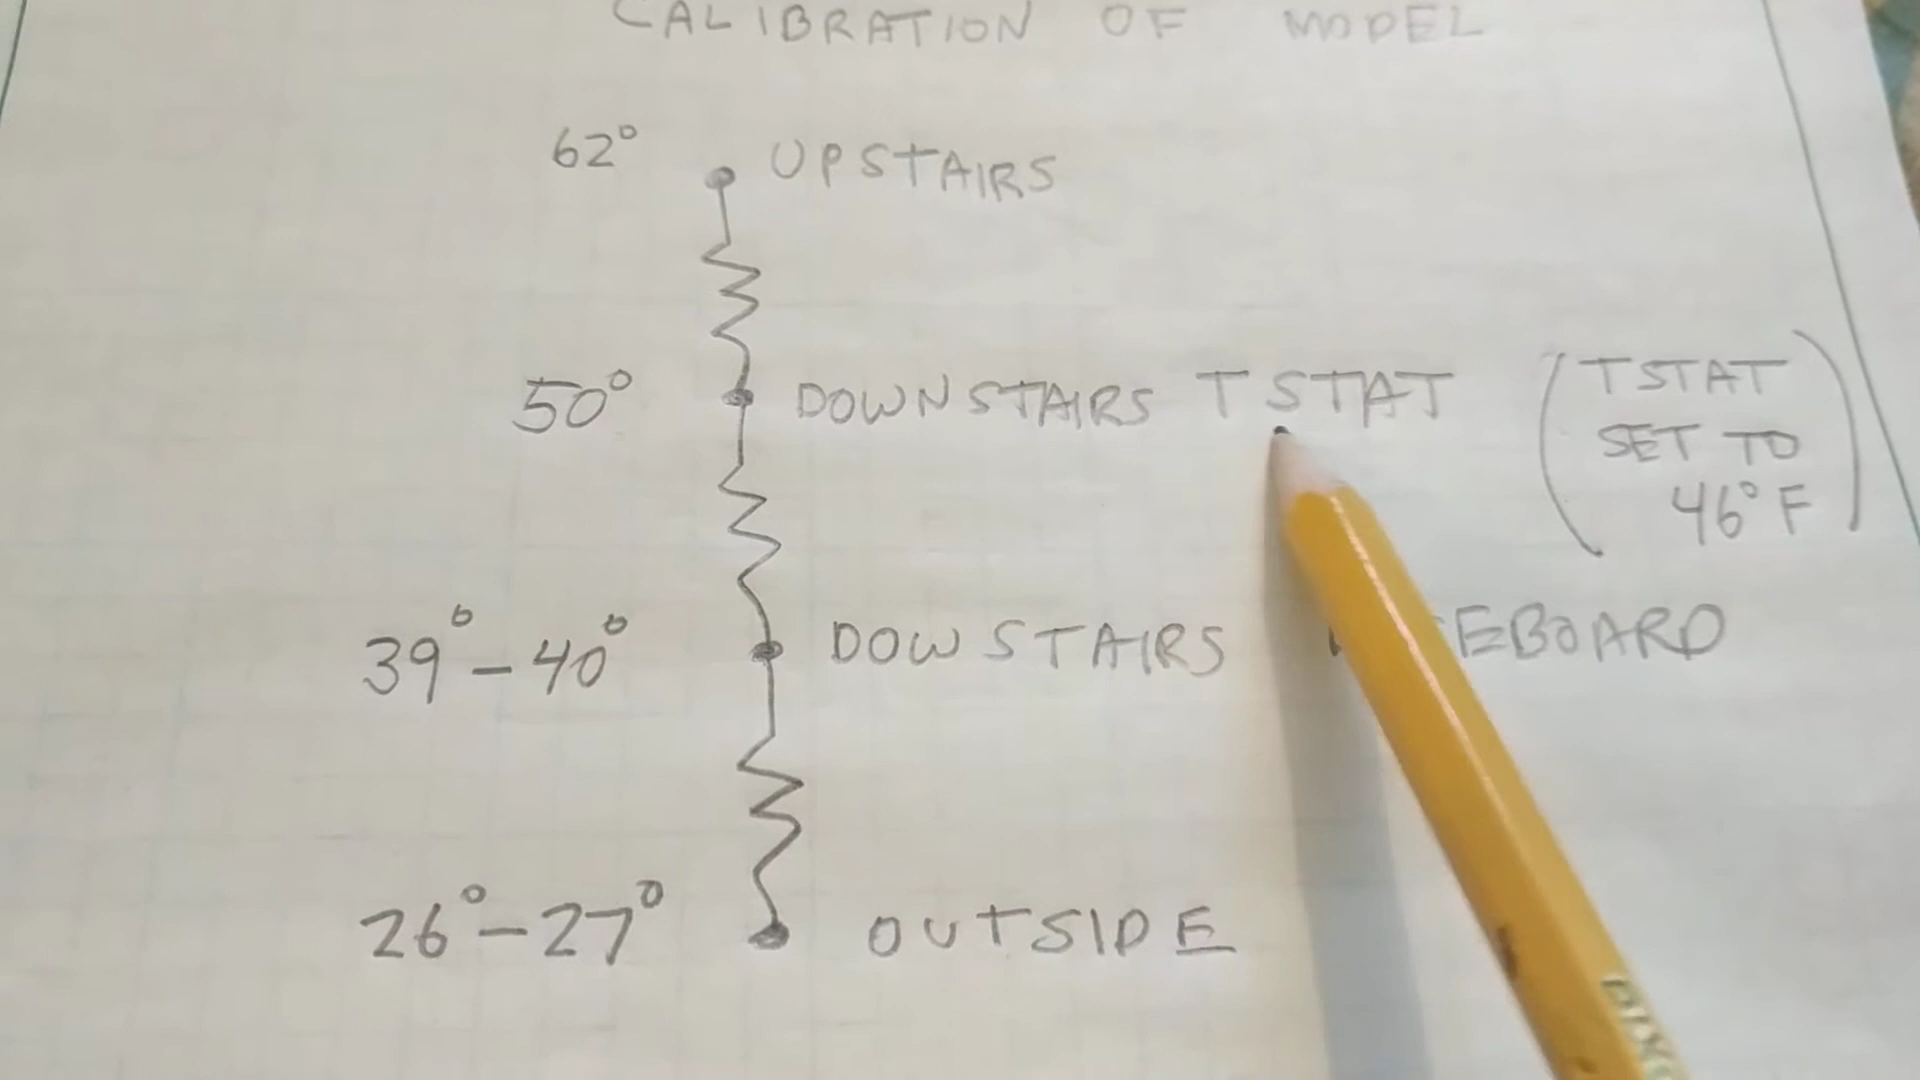 CALIBRATION OF MODEL
62° UPSTAIRS
50° DOWNSTAIRS TSTAT (TSTAT SET TO 46°F)
39° - 40° DOWSTAIRS
26° - 27° OUTSIDE